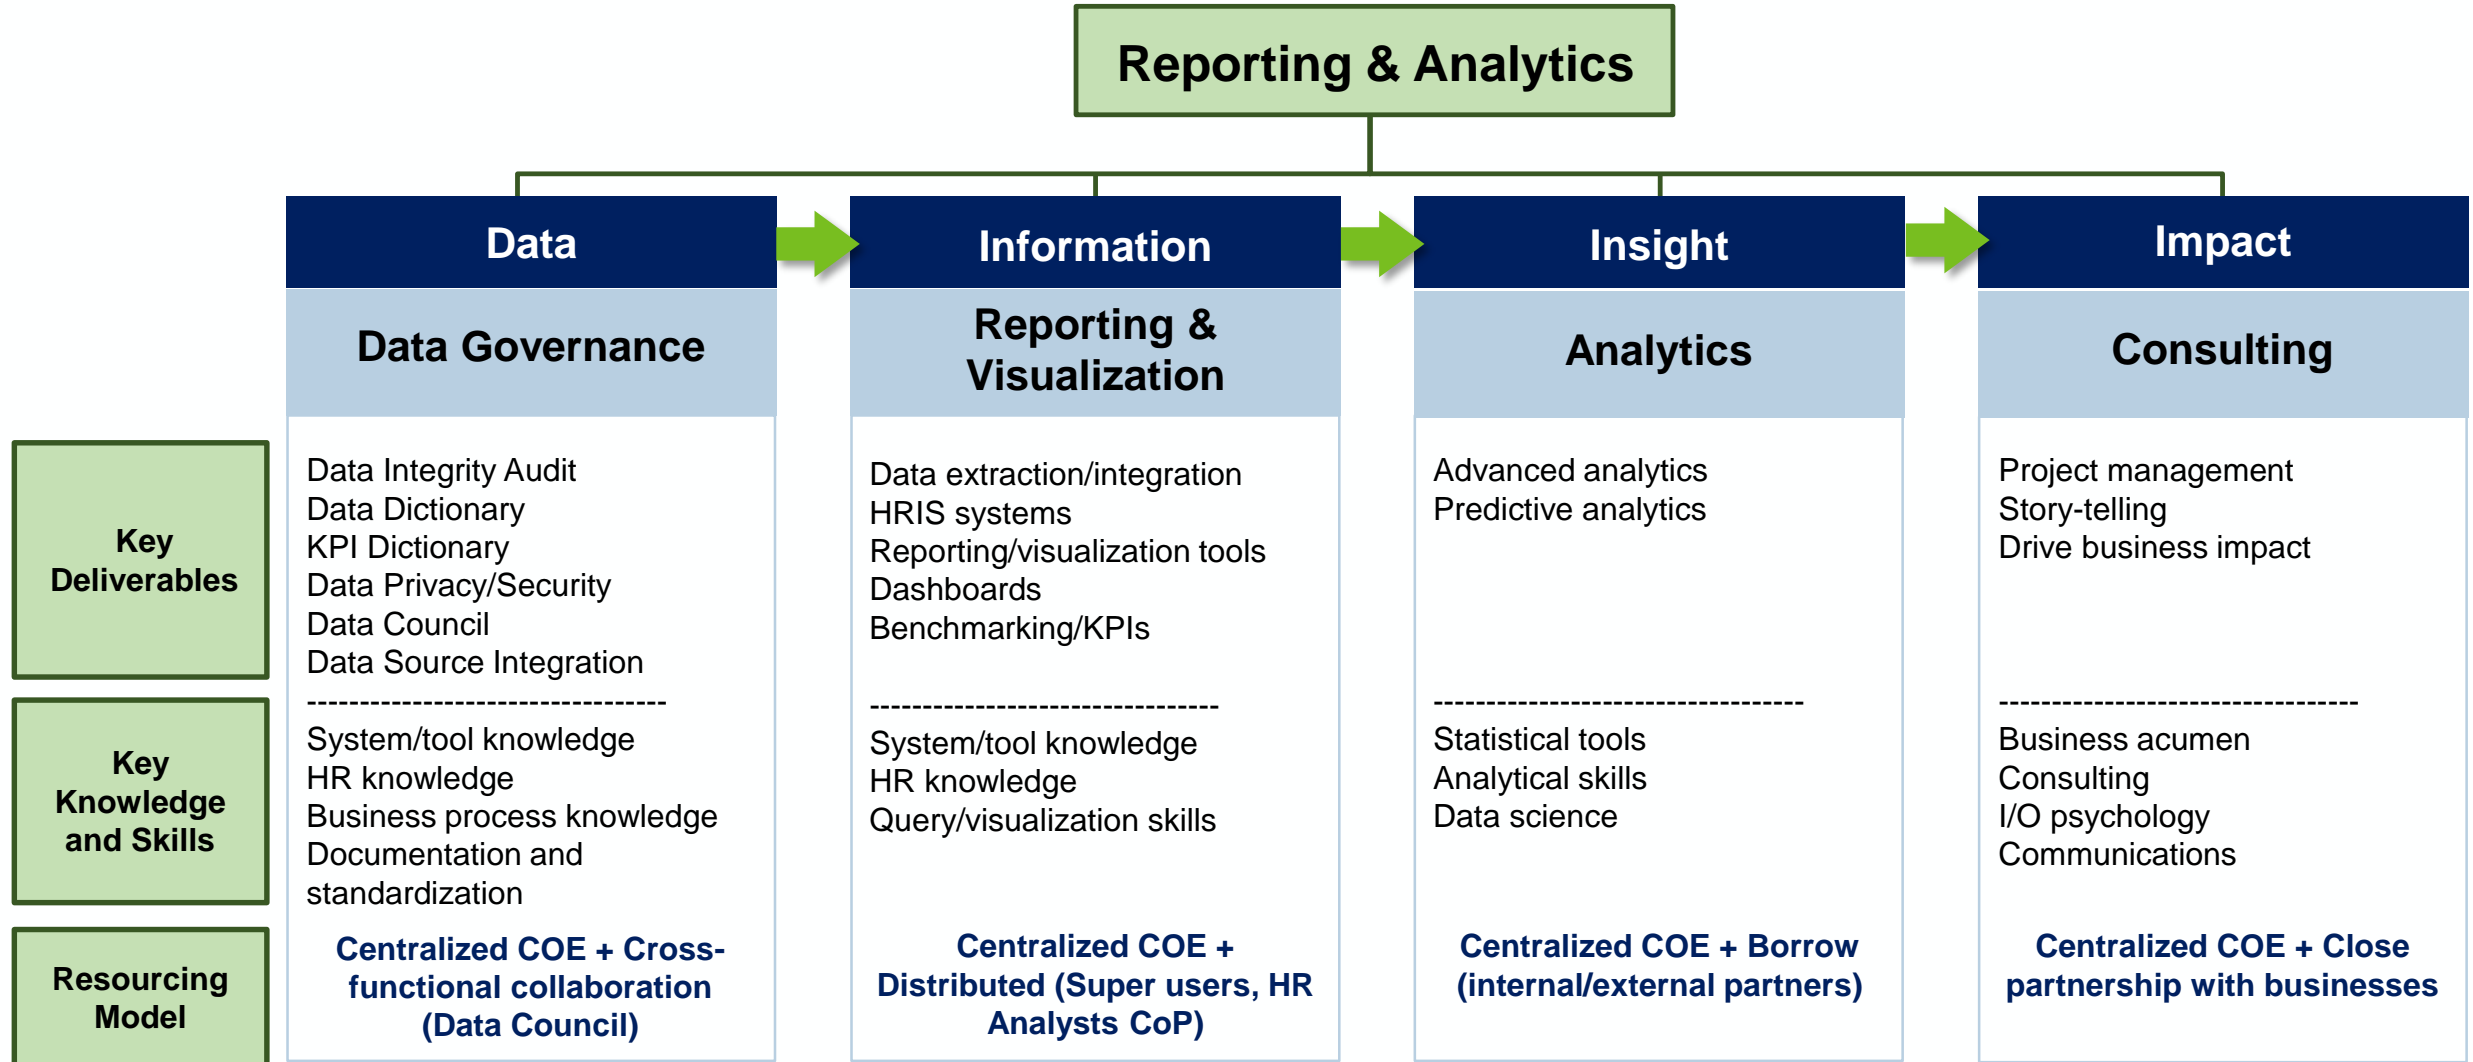 Reporting & Analytics
Data
Information
Insight
Impact
Data Governance
Reporting &
Visualization
Analytics
Consulting
Key
Deliverables
Data Integrity Audit
Data Dictionary
KPI Dictionary
Data Privacy/Security
Data Council
Data Source Integration
----------------------------------
System/tool knowledge
HR knowledge
Business process knowledge
Documentation and
standardization
Centralized COE + Cross-
functional collaboration
(Data Council)
Data extraction/integration
HRIS systems
Reporting/visualization tools
Dashboards
Benchmarking/KPIs
---------------------------------
System/tool knowledge
HR knowledge
Query/visualization skills
Centralized COE +
Distributed (Super users, HR
Analysts CoP)
Advanced analytics
Predictive analytics
-----------------------------------
Statistical tools
Analytical skills
Data science
Centralized COE + Borrow
(internal/external partners)
Project management
Story-telling
Drive business impact
----------------------------------
Business acumen
Consulting
I/O psychology
Communications
Centralized COE + Close
partnership with businesses
Key
Knowledge
and Skills
Resourcing
Model